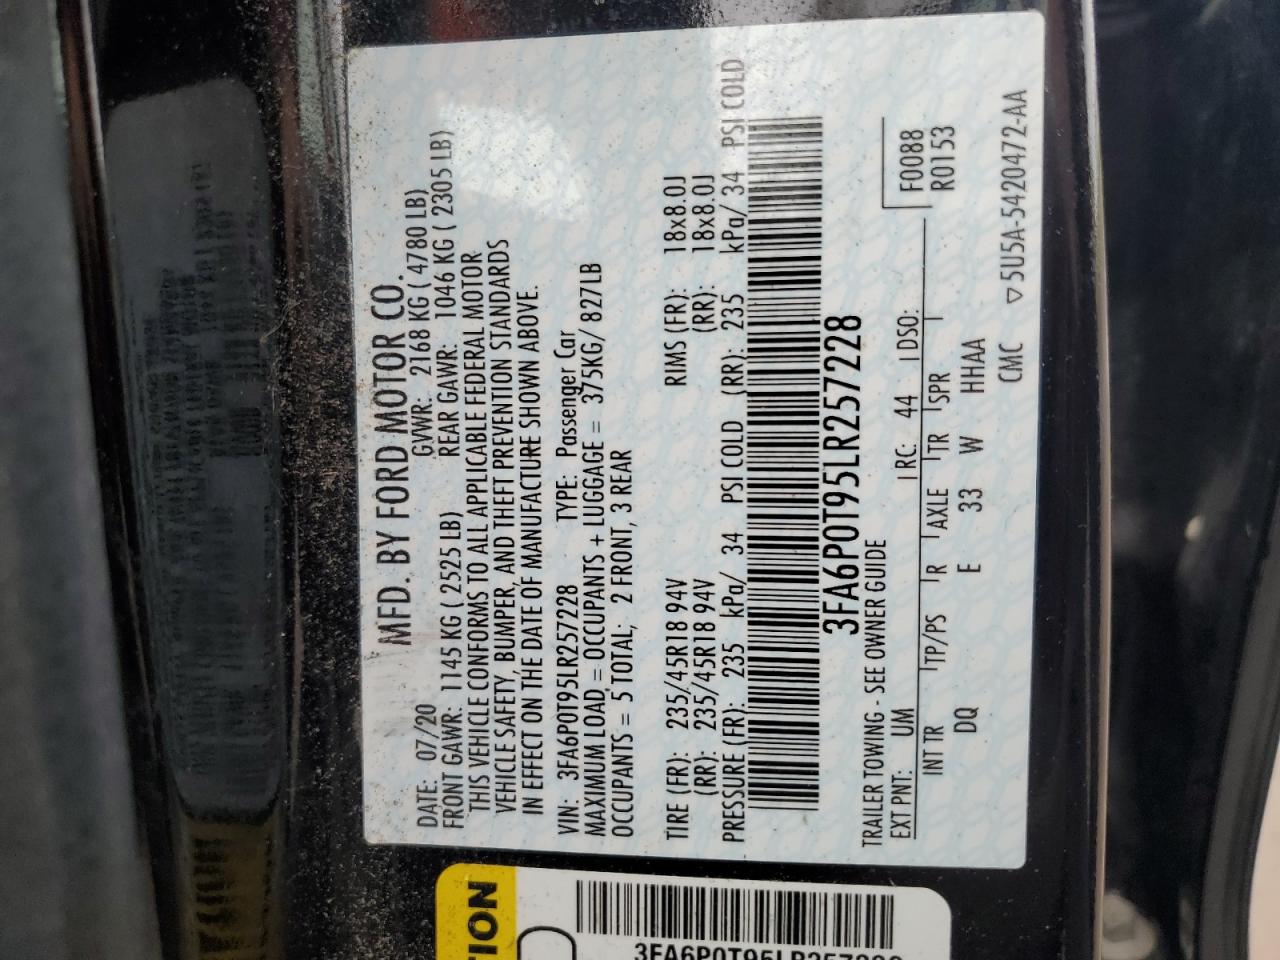 MFD. BY FORD MOTOR CO.
DATE: 07/20 GVWR: 2168 KG ( 4780 LB)
FRONT GAWR: 1145 KG ( 2525 LB) REAR GAWR: 1046 KG ( 2305 LB)
THIS VEHICLE CONFORMS TO ALL APPLICABLE FEDERAL MOTOR
VEHICLE SAFETY, BUMPER, AND THEFT PREVENTION STANDARDS
IN EFFECT ON THE DATE OF MANUFACTURE SHOWN ABOVE.
VIN: 3FA6P0T95LR257228 TYPE: Passenger Car
MAXIMUM LOAD = OCCUPANTS + LUGGAGE = 375KG/ 827LB
OCCUPANTS = 5 TOTAL; 2 FRONT, 3 REAR
TIRE (FR): 235/45R18 94V RIMS (FR): 18x8.0J
(RR): 235/45R18 94V (RR): 18x8.0J
PRESSURE (FR): 235 kPa/ 34 PSI COLD (RR): 235 kPa/ 34 PSI COLD
3FA6P0T95LR257228
TRAILER TOWING - SEE OWNER GUIDE
EXT PNT: UM RC: 44 DSO: F0088
R0153
INT TR TP/PS R AXLE TR SPR
DQ E 33 W HHAA
CMC ▽ 5U5A-5420472-AA
TION
3FA6P0T95LR257228